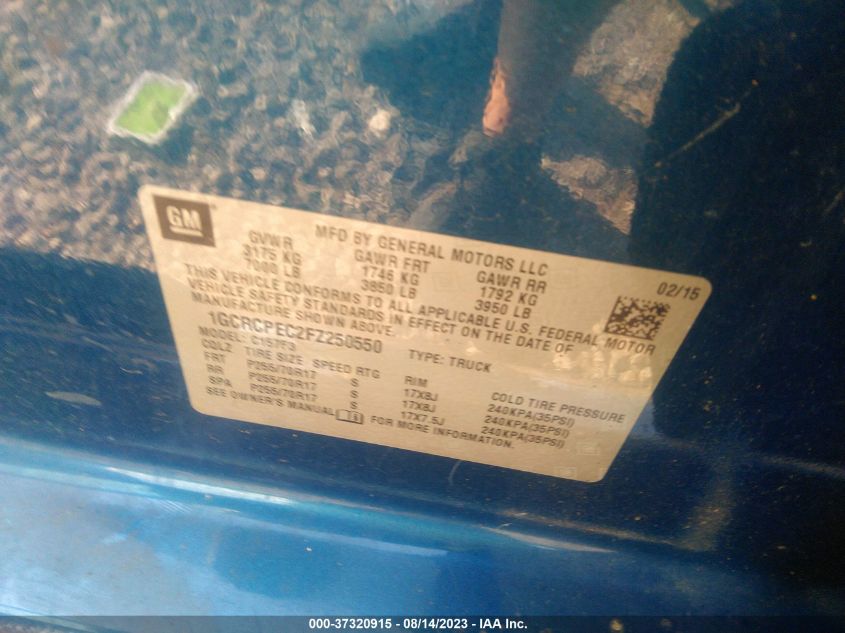 GM
MFD BY GENERAL MOTORS LLC
02/15
GVWR GAWR FRT GAWR RR
3175 KG 1746 KG 1792 KG
7000 LB 3850 LB 3950 LB
THIS VEHICLE CONFORMS TO ALL APPLICABLE U.S. FEDERAL MOTOR
VEHICLE SAFETY STANDARDS IN EFFECT ON THE DATE OF
MANUFACTURE SHOWN ABOVE.
1GCRCPEC2FZ250550 TYPE: TRUCK
MODEL: C157F3
COLZ TIRE SIZE SPEED RTG RIM COLD TIRE PRESSURE
FRT P255/70R17 S 17X8J 240KPA(35PSI)
RR P255/70R17 S 17X8J 240KPA(35PSI)
SPA P255/70R17 S 17X7.5J 240KPA(35PSI)
SEE OWNER'S MANUAL FOR MORE INFORMATION.
000-37320915 - 08/14/2023 - IAA Inc.